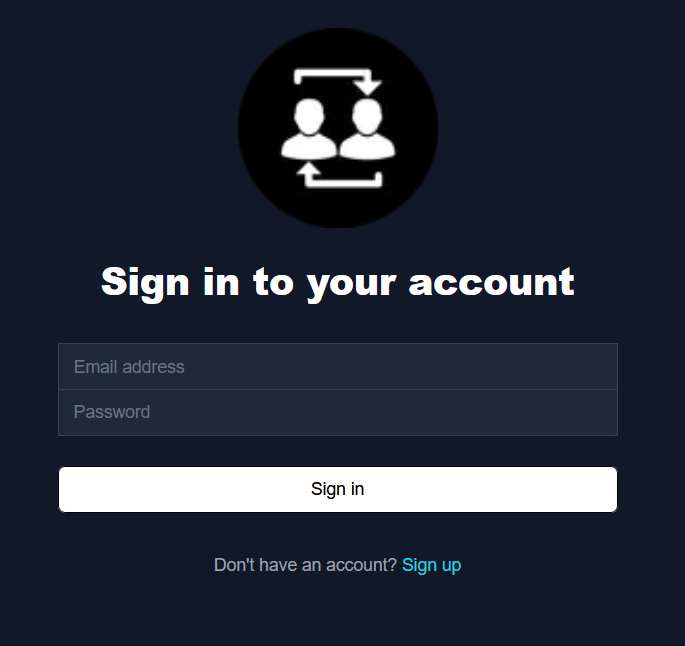 Sign in to your account
Email address
Password
Sign in
Don't have an account? Sign up